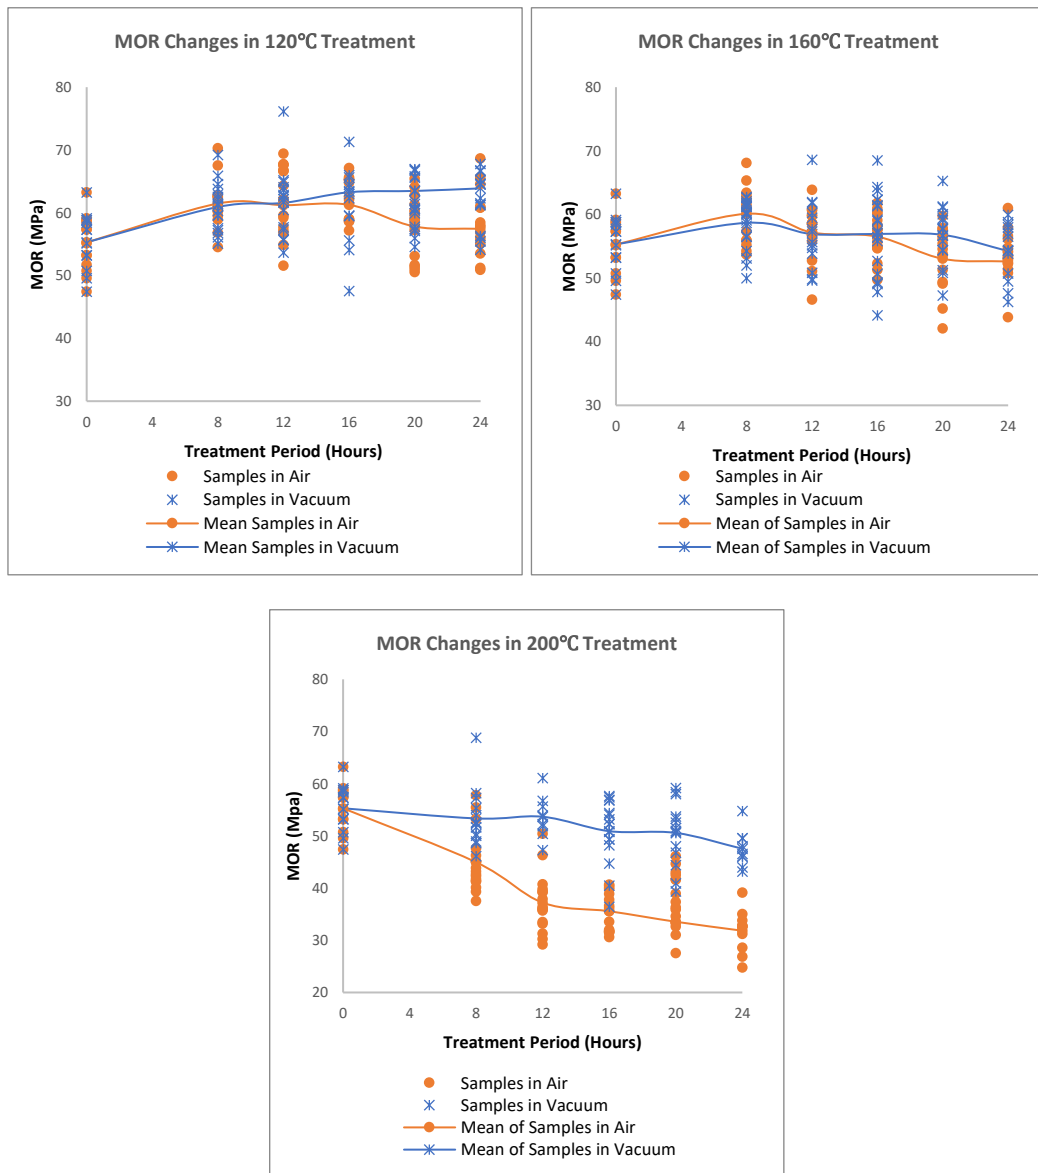 MOR Changes in 120℃ Treatment
80
70
60
50
40
30
MOR (MPa)
0 4 8 12 16 20 24
Treatment Period (Hours)
Samples in Air
Samples in Vacuum
Mean Samples in Air
Mean Samples in Vacuum
MOR Changes in 160℃ Treatment
80
70
60
50
40
30
MOR (MPa)
0 4 8 12 16 20 24
Treatment Period (Hours)
Samples in Air
Samples in Vacuum
Mean of Samples in Air
Mean of Samples in Vacuum
MOR Changes in 200℃ Treatment
80
70
60
50
40
30
20
MOR (Mpa)
0 4 8 12 16 20 24
Treatment Period (Hours)
Samples in Air
Samples in Vacuum
Mean of Samples in Air
Mean of Samples in Vacuum